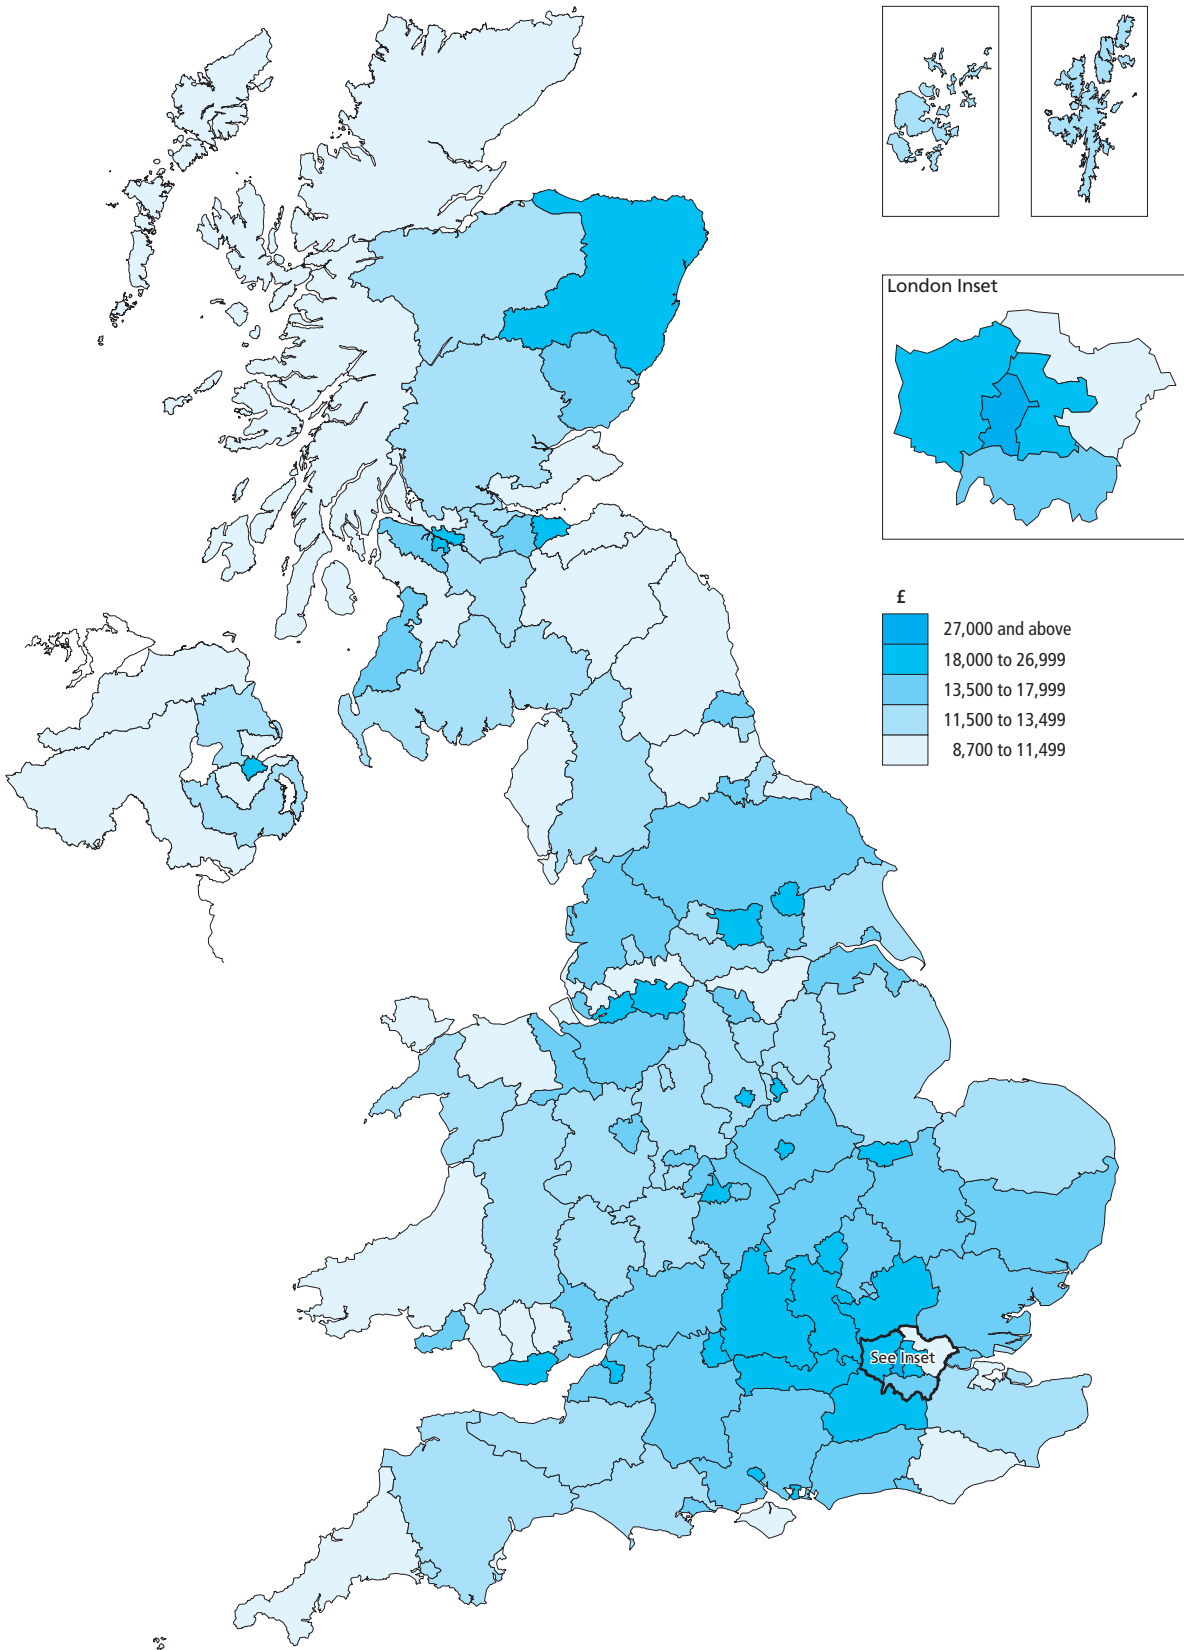 London Inset
£
27,000 and above
18,000 to 26,999
13,500 to 17,999
11,500 to 13,499
8,700 to 11,499
See Inset